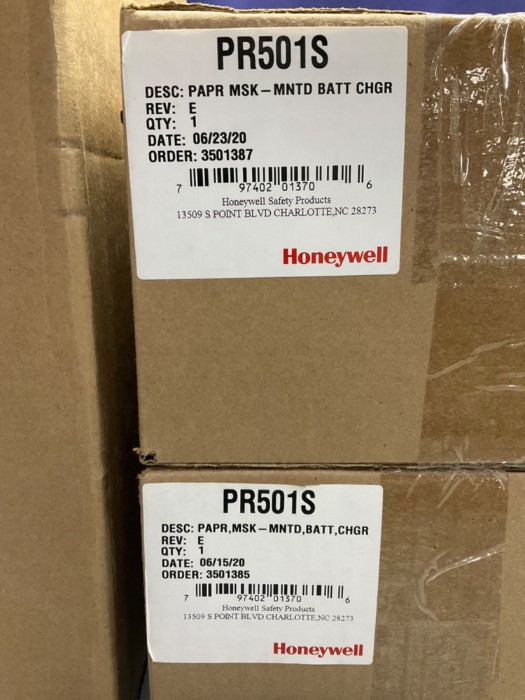 PR501S
DESC: PAPR MSK-MNTD BATT CHGR
REV: E
QTY: 1
DATE: 06/23/20
ORDER: 3501387
7 97402 01370 6
Honeywell Safety Products
13509 S POINT BLVD CHARLOTTE,NC 28273
Honeywell
PR501S
DESC: PAPR,MSK-MNTD,BATT,CHGR
REV: E
QTY: 1
DATE: 06/15/20
ORDER: 3501385
7 97402 01370 6
Honeywell Safety Products
13509 S POINT BLVD CHARLOTTE,NC 28273
Honeywell